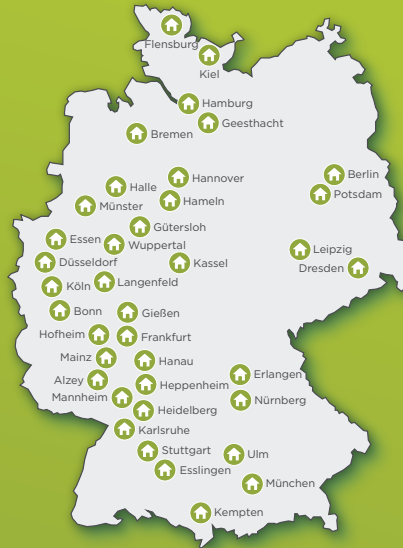 Flensburg
Kiel
Hamburg
Geesthacht
Bremen
Hannover
Berlin
Halle
Potsdam
Hameln
Münster
Gütersloh
Essen
Wuppertal
Leipzig
Düsseldorf
Kassel
Dresden
Köln
Langenfeld
Bonn
Gießen
Hofheim
Frankfurt
Mainz
Hanau
Alzey
Erlangen
Heppenheim
Mannheim
Nürnberg
Heidelberg
Karlsruhe
Stuttgart
Ulm
Esslingen
München
Kempten